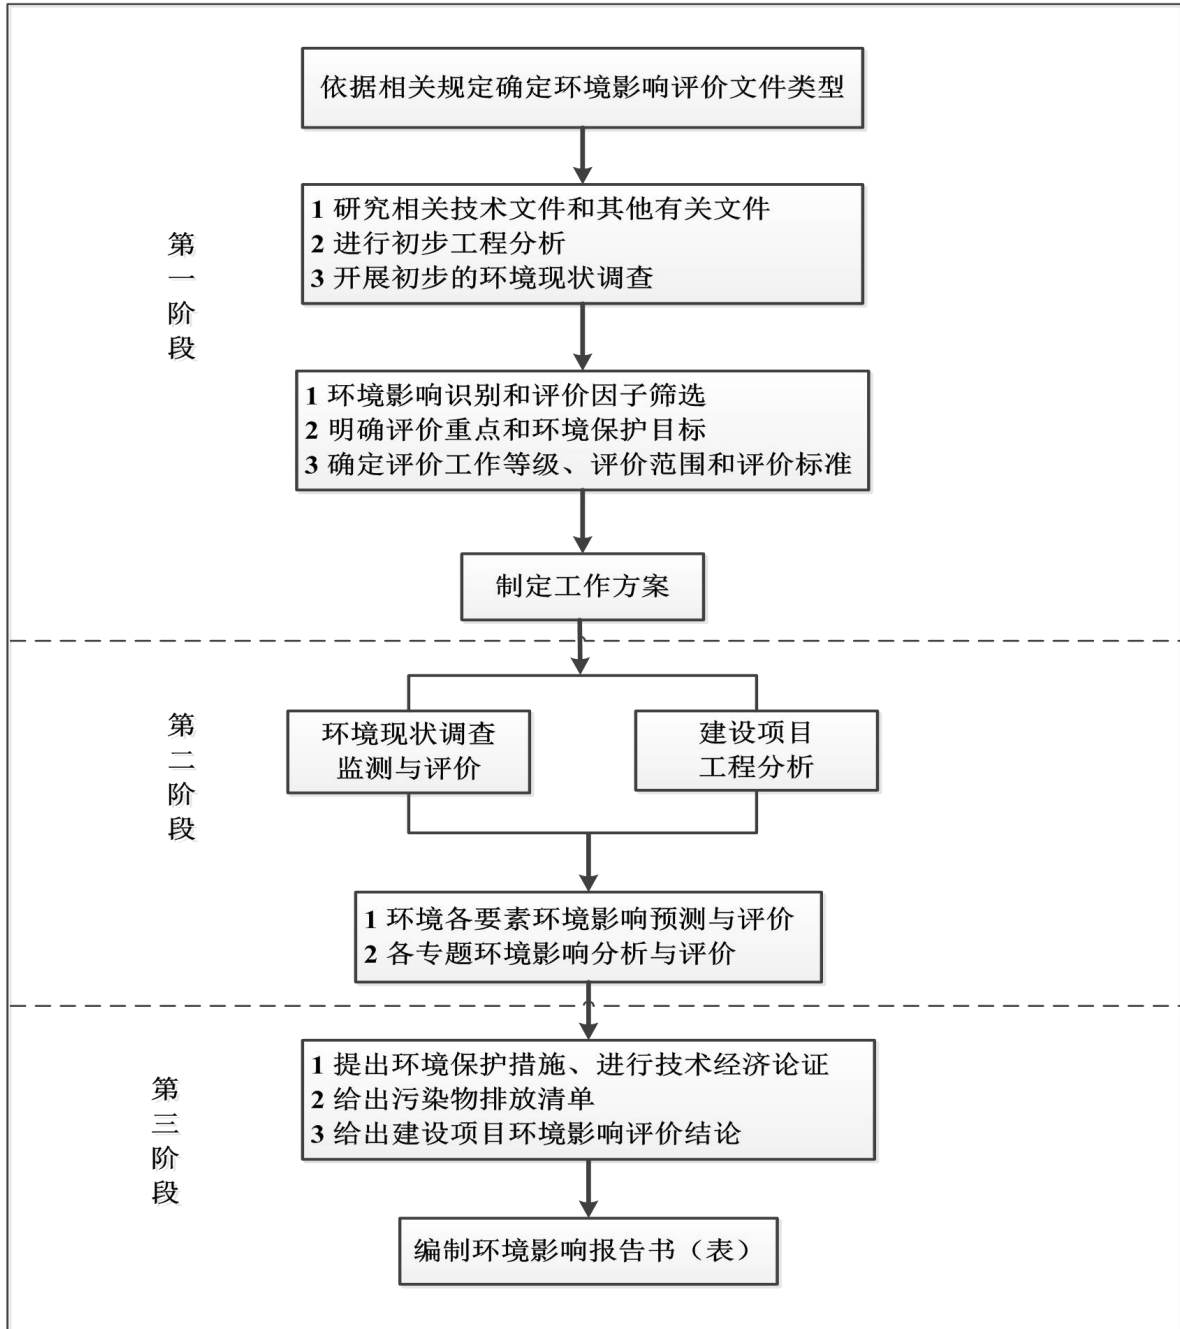 依据相关规定确定环境影响评价文件类型
第一阶段
1 研究相关技术文件和其他有关文件
2 进行初步工程分析
3 开展初步的环境现状调查
1 环境影响识别和评价因子筛选
2 明确评价重点和环境保护目标
3 确定评价工作等级、评价范围和评价标准
制定工作方案
第二阶段
环境现状调查
监测与评价
建设项目
工程分析
1 环境各要素环境影响预测与评价
2 各专题环境影响分析与评价
第三阶段
1 提出环境保护措施、进行技术经济论证
2 给出污染物排放清单
3 给出建设项目环境影响评价结论
编制环境影响报告书（表）